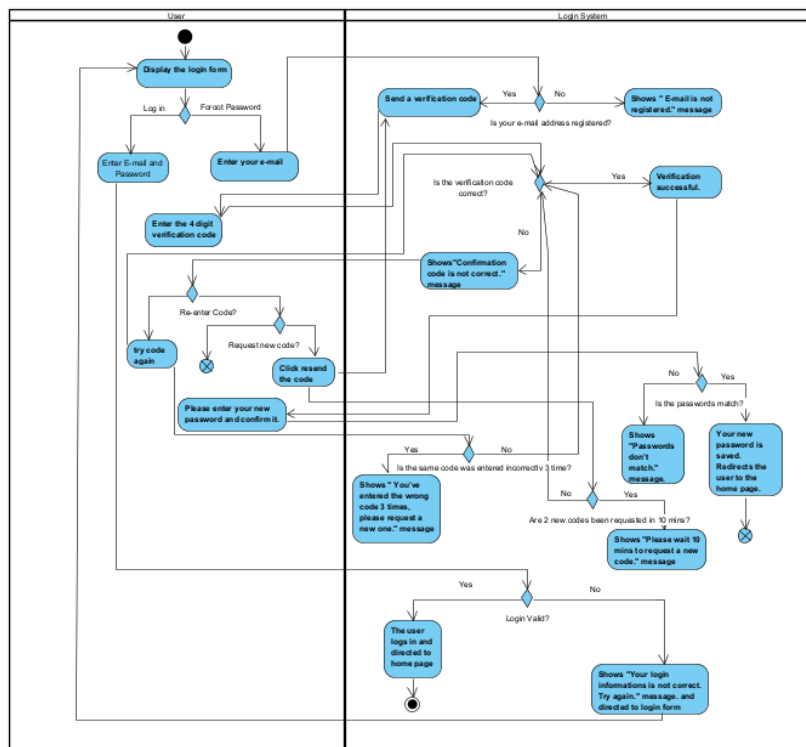 User
Login System
Display the login form
Log in
Foroot Password
Enter E-mail and
Password
Enter your e-mail
Send a verification code
Yes
No
Shows " E-mail is not
registered." message
Is your e-mail address registered?
Is the verification code
correct?
Yes
Verification
successful.
Enter the 4 digit
verification code
No
Shows"Confirmation
code is not correct."
message
Re-enter Code?
try code
again
Request new code?
Click resend
the code
Please enter your new
password and confirm it.
No
Yes
Is the passwords match?
Shows
"Passwords
don't
match."
message.
Your new
password is
saved.
Redirects the
user to the
home page.
Yes
No
Is the same code was entered incorrectly 3 time?
Shows " You've
entered the wrong
code 3 times,
please request a
new one." message
No
Yes
Are 2 new codes been requested in 10 mins?
Shows "Please wait 10
mins to request a new
code." message
Yes
No
Login Valid?
The user
logs in and
directed to
home page
Shows "Your login
informations is not correct.
Try again." message. and
directed to login form